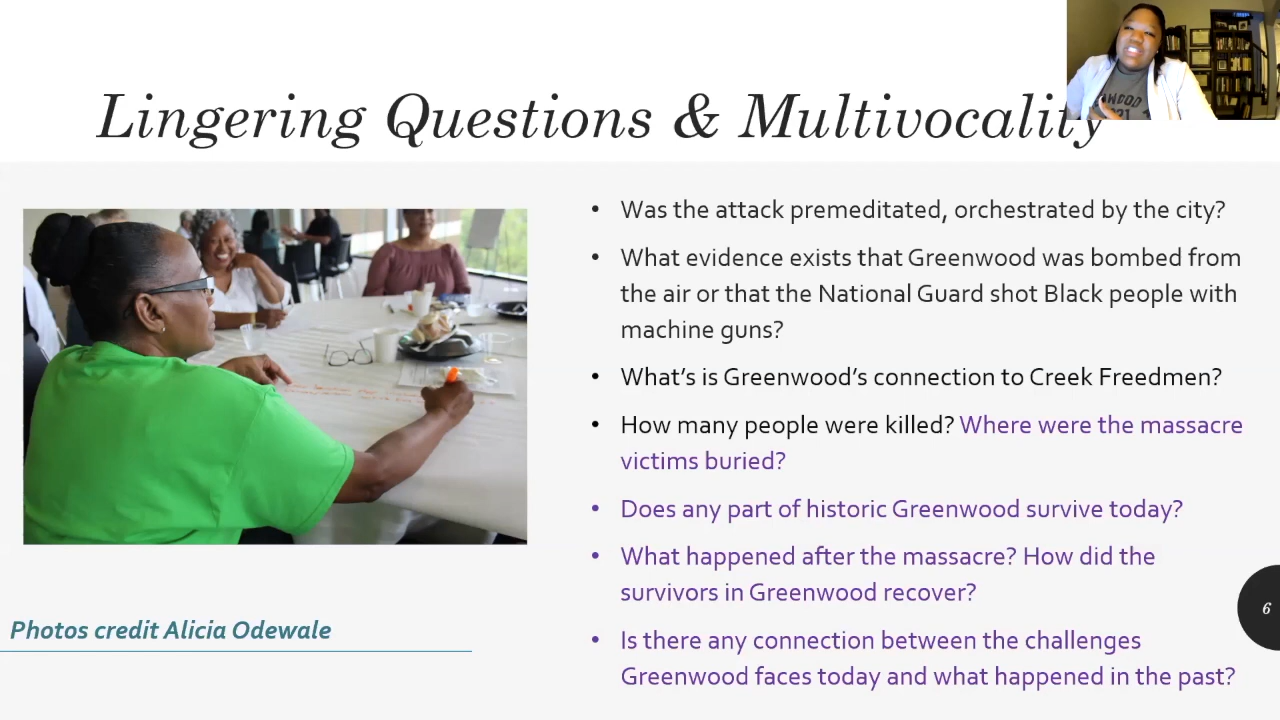 Lingering Questions & Multivocality
• Was the attack premeditated, orchestrated by the city?
• What evidence exists that Greenwood was bombed from
the air or that the National Guard shot Black people with
machine guns?
• What’s is Greenwood’s connection to Creek Freedmen?
• How many people were killed? Where were the massacre
victims buried?
• Does any part of historic Greenwood survive today?
• What happened after the massacre? How did the
survivors in Greenwood recover?
• Is there any connection between the challenges
Greenwood faces today and what happened in the past?
Photos credit Alicia Odewale
6